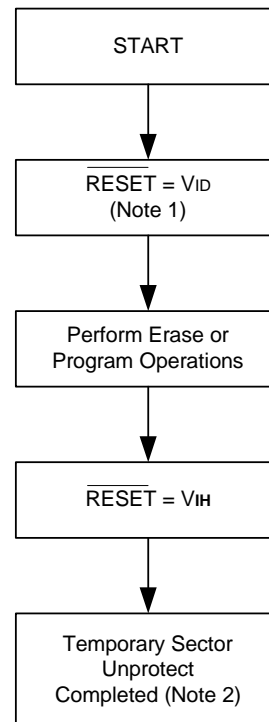 START
RESET = VID
(Note 1)
Perform Erase or
Program Operations
RESET = VIH
Temporary Sector
Unprotect
Completed (Note 2)